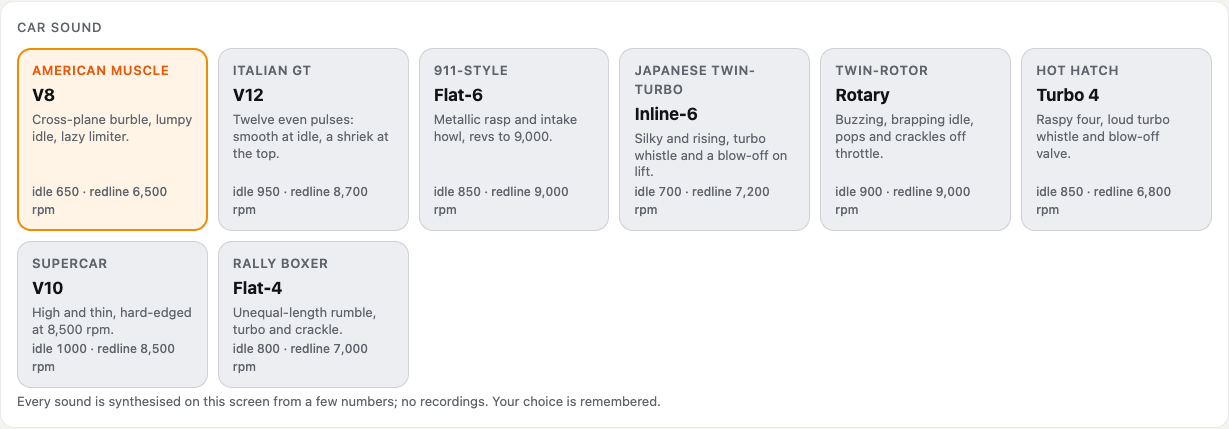 CAR SOUND
AMERICAN MUSCLE
V8
Cross-plane burble, lumpy
idle, lazy limiter.
idle 650 · redline 6,500
rpm
ITALIAN GT
V12
Twelve even pulses:
smooth at idle, a shriek at
the top.
idle 950 · redline 8,700
rpm
911-STYLE
Flat-6
Metallic rasp and intake
howl, revs to 9,000.
idle 850 · redline 9,000
rpm
JAPANESE TWIN-
TURBO
Inline-6
Silky and rising, turbo
whistle and a blow-off on
lift.
idle 700 · redline 7,200
rpm
TWIN-ROTOR
Rotary
Buzzing, brapping idle,
pops and crackles off
throttle.
idle 900 · redline 9,000
rpm
HOT HATCH
Turbo 4
Raspy four, loud turbo
whistle and blow-off
valve.
idle 850 · redline 6,800
rpm
SUPERCAR
V10
High and thin, hard-edged
at 8,500 rpm.
idle 1000 · redline 8,500
rpm
RALLY BOXER
Flat-4
Unequal-length rumble,
turbo and crackle.
idle 800 · redline 7,000
rpm
Every sound is synthesised on this screen from a few numbers; no recordings. Your choice is remembered.